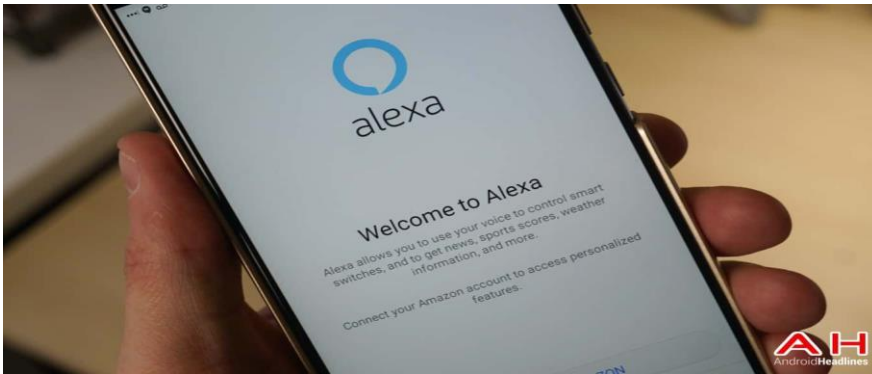 alexa
Welcome to Alexa
Alexa allows you to use your voice to control smart
switches, and to get news, sports scores, weather
information, and more.
Connect your Amazon account to access personalized
features.
ZON
AH
AndroidHeadlines